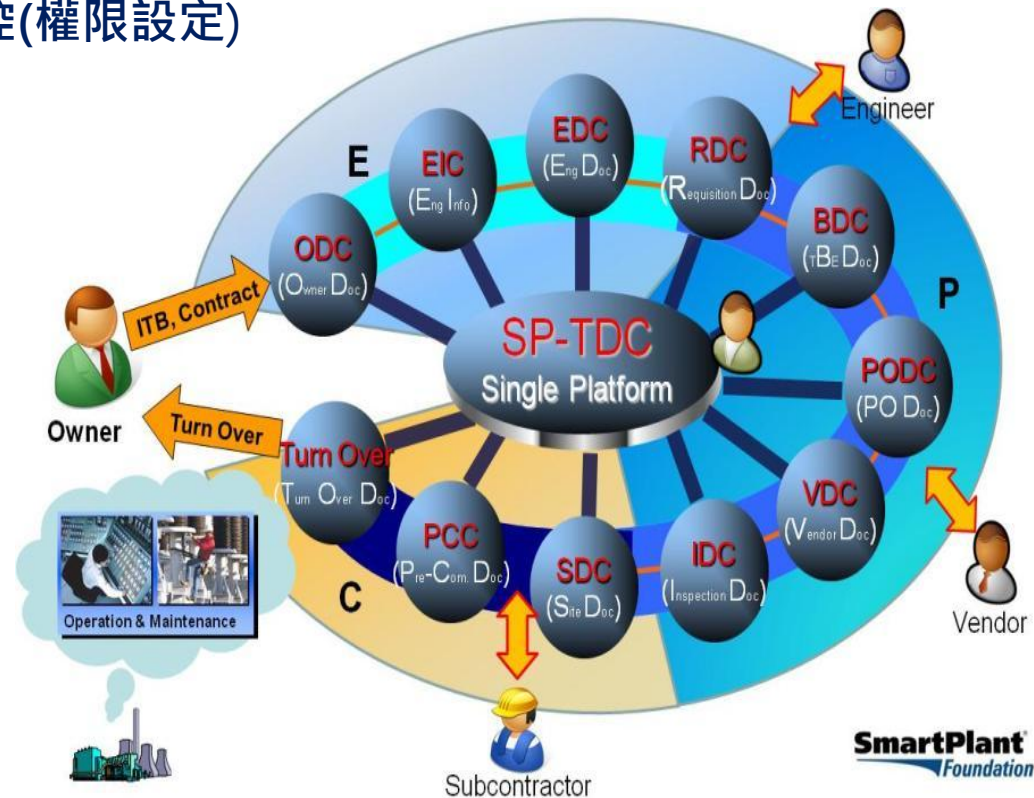 控(權限設定)
Engineer
E
EIC
(Eng Info)
EDC
(Eng Doc)
RDC
(Requisition Doc)
ODC
(Owner Doc)
BDC
(TBE Doc)
P
ITB, Contract
SP-TDC
Single Platform
PODC
(PO Doc)
Owner
Turn Over
Turn Over
(Turn Over Doc)
VDC
(Vendor Doc)
PCC
(Pre-Com. Doc)
SDC
(Site Doc)
IDC
(Inspection Doc)
C
Operation & Maintenance
Vendor
Subcontractor
SmartPlant
Foundation